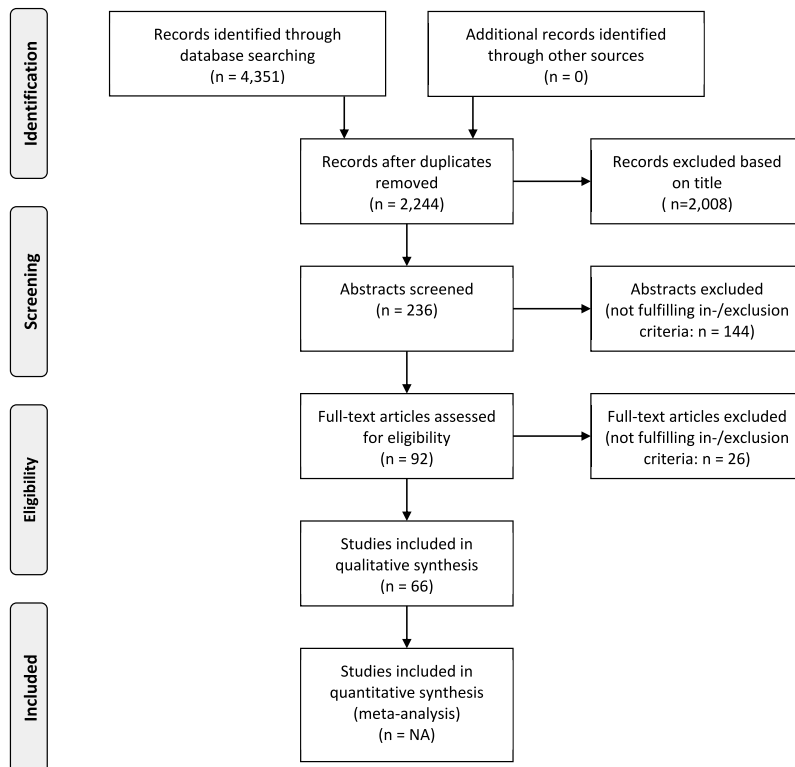 Identification
Records identified through
database searching
(n = 4,351)
Additional records identified
through other sources
(n = 0)
Records after duplicates
removed
(n = 2,244)
Records excluded based
on title
( n=2,008)
Screening
Abstracts screened
(n = 236)
Abstracts excluded
(not fulfilling in-/exclusion
criteria: n = 144)
Eligibility
Full-text articles assessed
for eligibility
(n = 92)
Full-text articles excluded
(not fulfilling in-/exclusion
criteria: n = 26)
Studies included in
qualitative synthesis
(n = 66)
Included
Studies included in
quantitative synthesis
(meta-analysis)
(n = NA)